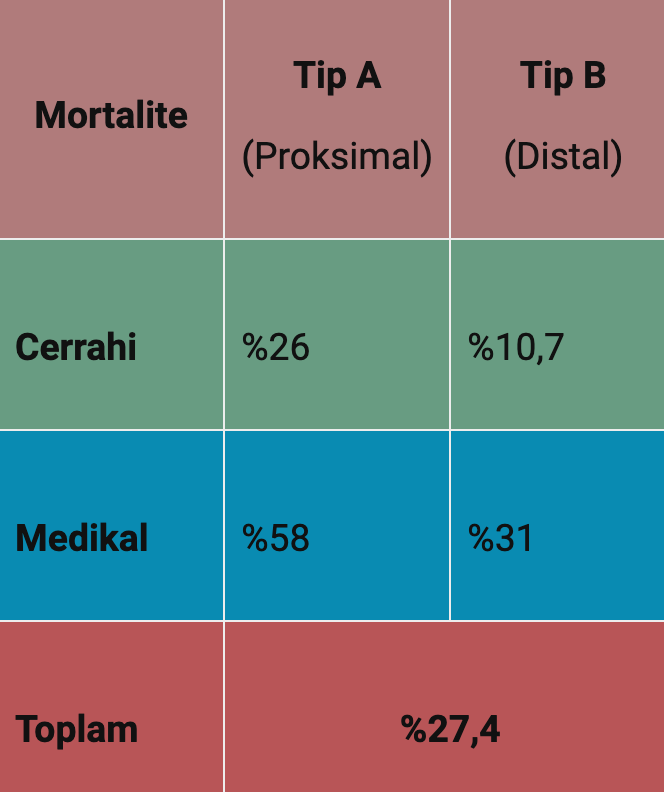 Mortalite
Tip A
(Proksimal)
Tip B
(Distal)
Cerrahi
%26
%10,7
Medikal
%58
%31
Toplam
%27,4